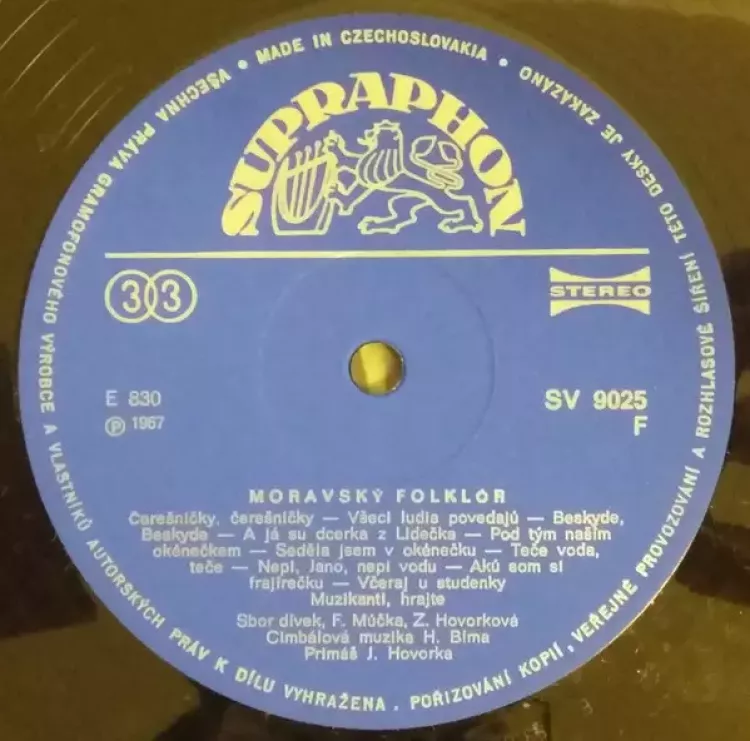 VŠECHNA PRÁVA GRAMOFONOVÉHO VÝROBCE A VLASTNÍKŮ AUTORSKÝCH PRÁV K DÍLU VYHRAŽENA. POŘIZOVÁNÍ KOPIÍ, VEŘEJNÉ PROVOZOVÁNÍ A ROZHLASOVÉ ŠÍŘENÍ TÉTO DESKY JE ZAKÁZÁNO • MADE IN CZECHOSLOVAKIA •
SUPRAPHON
33
STEREO
E 830
SV 9025
℗ 1967
F
MORAVSKÝ FOLKLÓR
Čerešničky, čerešničky — Všeci ludia povedajú — Beskyde,
Beskyde — A já su dcerka z Lidečka — Pod tým naším
okénečkem — Seděla jsem v okénečku — Teče voda,
teče — Nepi, Jano, nepi vodu — Akú som si
frajírečku — Včeraj u studenky
Muzikanti, hrajte
Sbor dívek, F. Múčka, Z. Hovorková
Cimbálová muzika H. Bíma
Primáš J. Hovorka